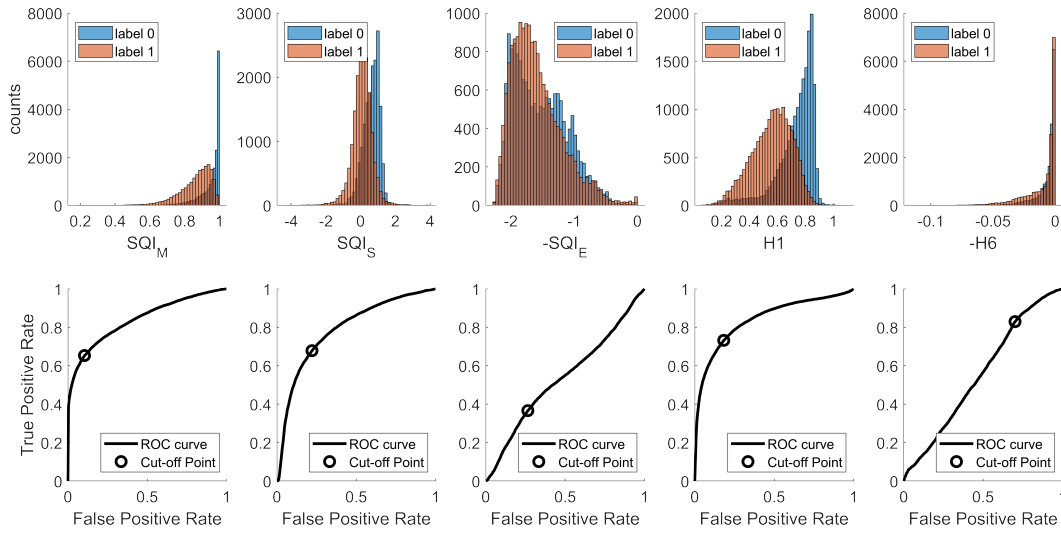 counts
8000
6000
4000
2000
0
label 0
label 1
0.2 0.4 0.6 0.8 1
SQI_M
3000
2000
1000
0
label 0
label 1
-4 -2 0 2 4
SQI_S
1000
800
600
400
200
0
label 0
label 1
-2 -1 0
-SQI_E
2000
1500
1000
500
0
label 0
label 1
0.2 0.4 0.6 0.8 1
H1
8000
6000
4000
2000
0
label 0
label 1
-0.1 -0.05 0
-H6
True Positive Rate
1
0.8
0.6
0.4
0.2
0
ROC curve
Cut-off Point
0 0.5 1
False Positive Rate
1
0.8
0.6
0.4
0.2
0
ROC curve
Cut-off Point
0 0.5 1
False Positive Rate
1
0.8
0.6
0.4
0.2
0
ROC curve
Cut-off Point
0 0.5 1
False Positive Rate
1
0.8
0.6
0.4
0.2
0
ROC curve
Cut-off Point
0 0.5 1
False Positive Rate
1
0.8
0.6
0.4
0.2
0
ROC curve
Cut-off Point
0 0.5 1
False Positive Rate